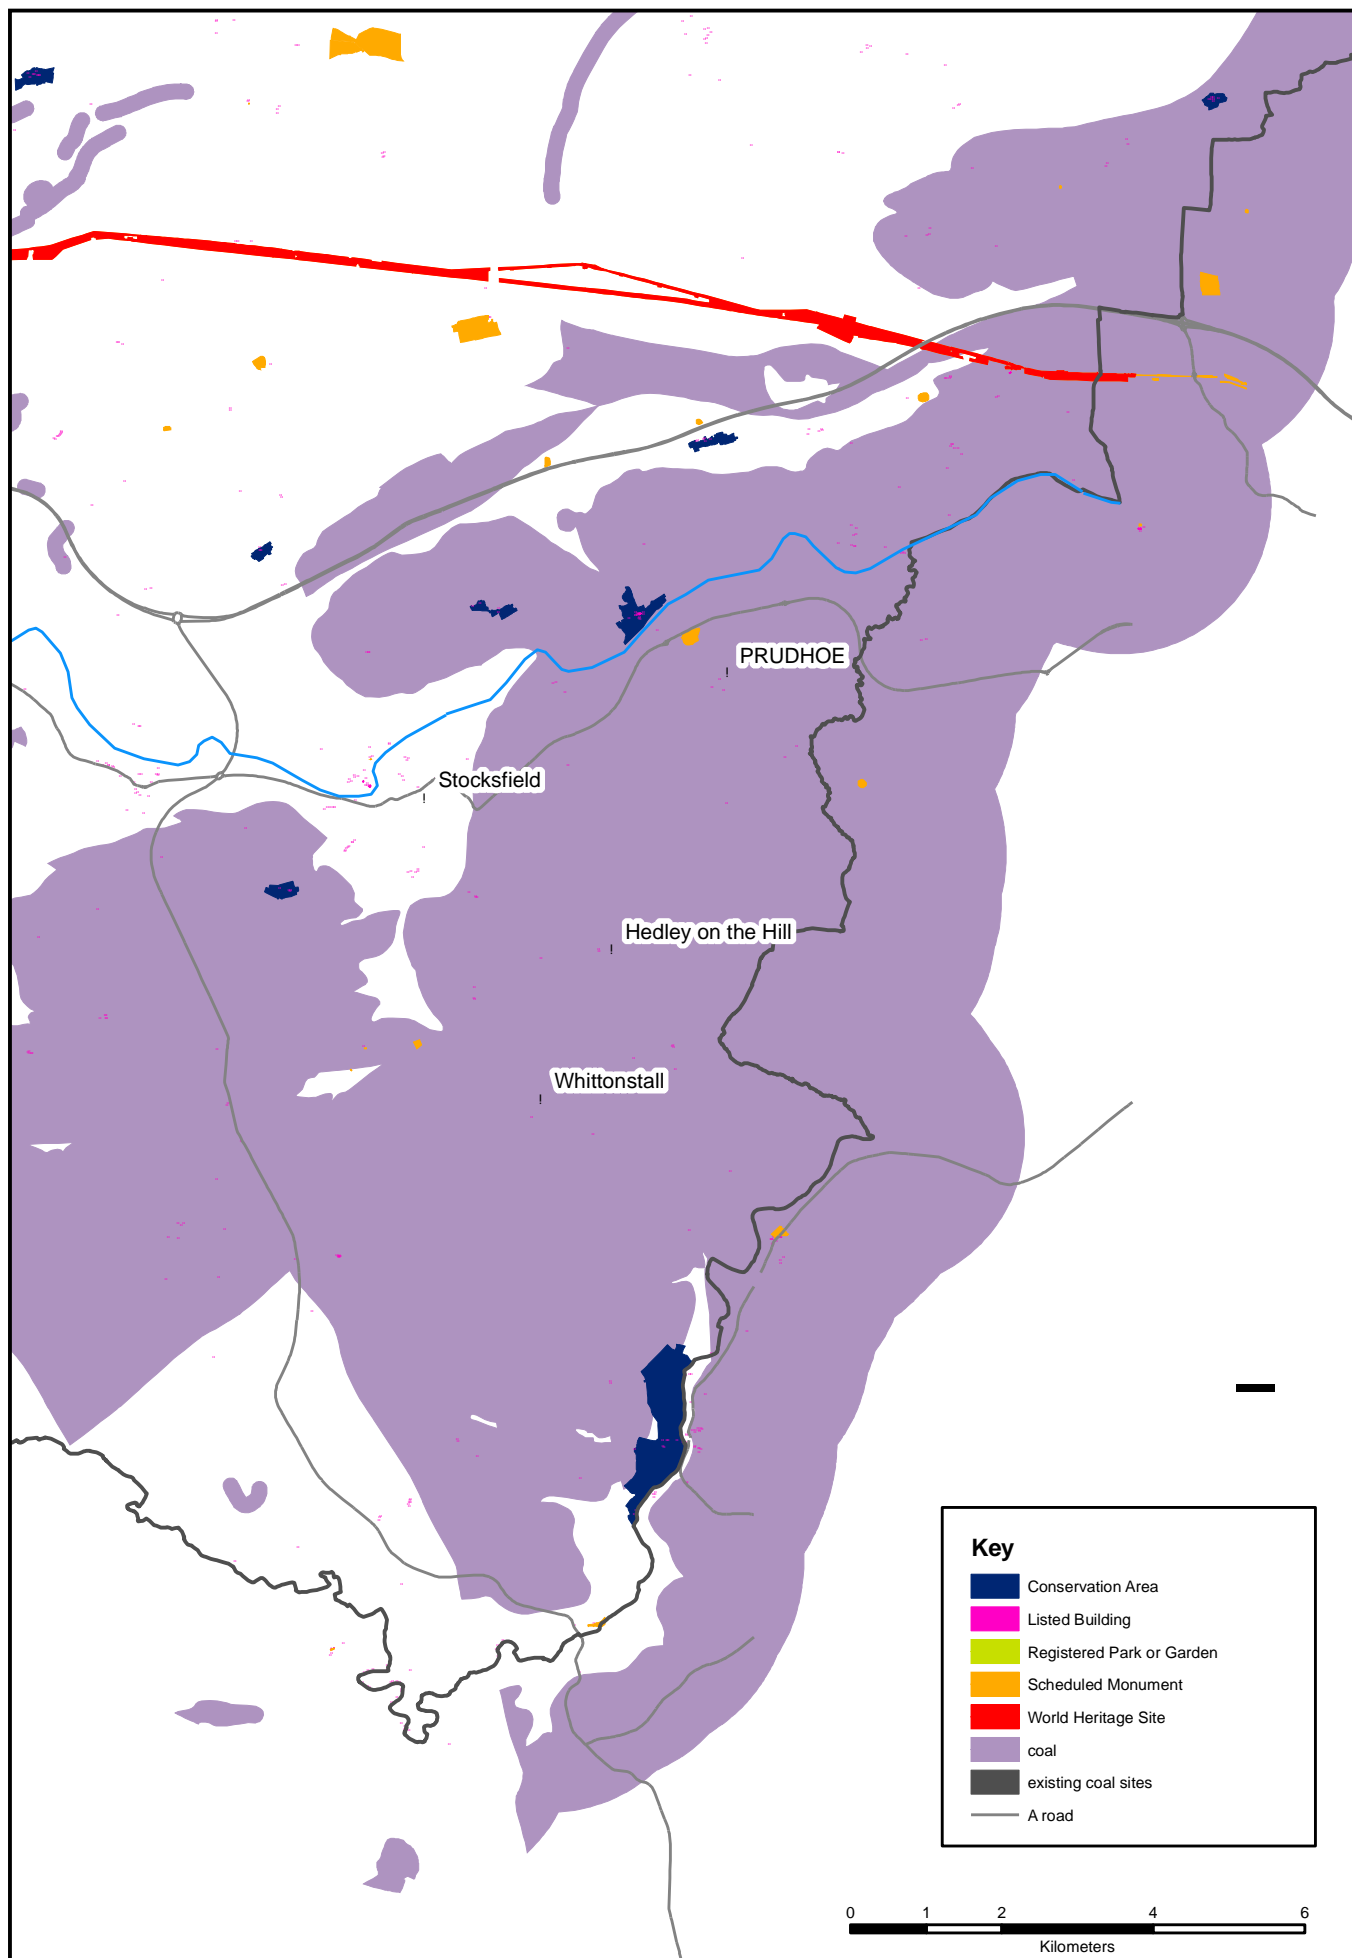 PRUDHOE
Stocksfield
Hedley on the Hill
Whittonstall
Key
Conservation Area
Listed Building
Registered Park or Garden
Scheduled Monument
World Heritage Site
coal
existing coal sites
A road
0 1 2 4 6
Kilometers